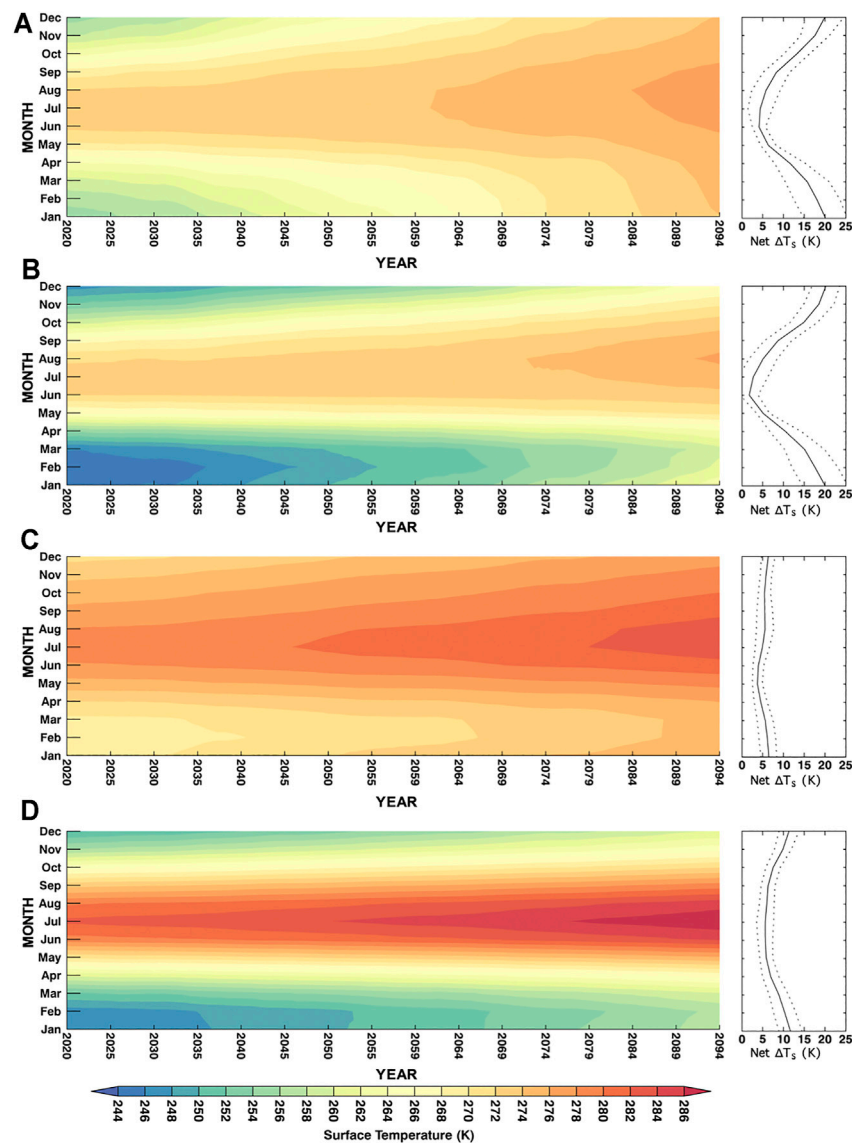 A
Dec
Nov
Oct
Sep
Aug
Jul
Jun
May
Apr
Mar
Feb
Jan
MONTH
2020 2025 2030 2035 2040 2045 2050 2055 2059 2064 2069 2074 2079 2084 2089 2094
YEAR
0 5 10 15 20 25
Net ΔTs (K)
B
Dec
Nov
Oct
Sep
Aug
Jul
Jun
May
Apr
Mar
Feb
Jan
MONTH
2020 2025 2030 2035 2040 2045 2050 2055 2059 2064 2069 2074 2079 2084 2089 2094
YEAR
0 5 10 15 20 25
Net ΔTs (K)
C
Dec
Nov
Oct
Sep
Aug
Jul
Jun
May
Apr
Mar
Feb
Jan
MONTH
2020 2025 2030 2035 2040 2045 2050 2055 2059 2064 2069 2074 2079 2084 2089 2094
YEAR
0 5 10 15 20 25
Net ΔTs (K)
D
Dec
Nov
Oct
Sep
Aug
Jul
Jun
May
Apr
Mar
Feb
Jan
MONTH
2020 2025 2030 2035 2040 2045 2050 2055 2059 2064 2069 2074 2079 2084 2089 2094
YEAR
0 5 10 15 20 25
Net ΔTs (K)
244 246 248 250 252 254 256 258 260 262 264 266 268 270 272 274 276 278 280 282 284 286
Surface Temperature (K)